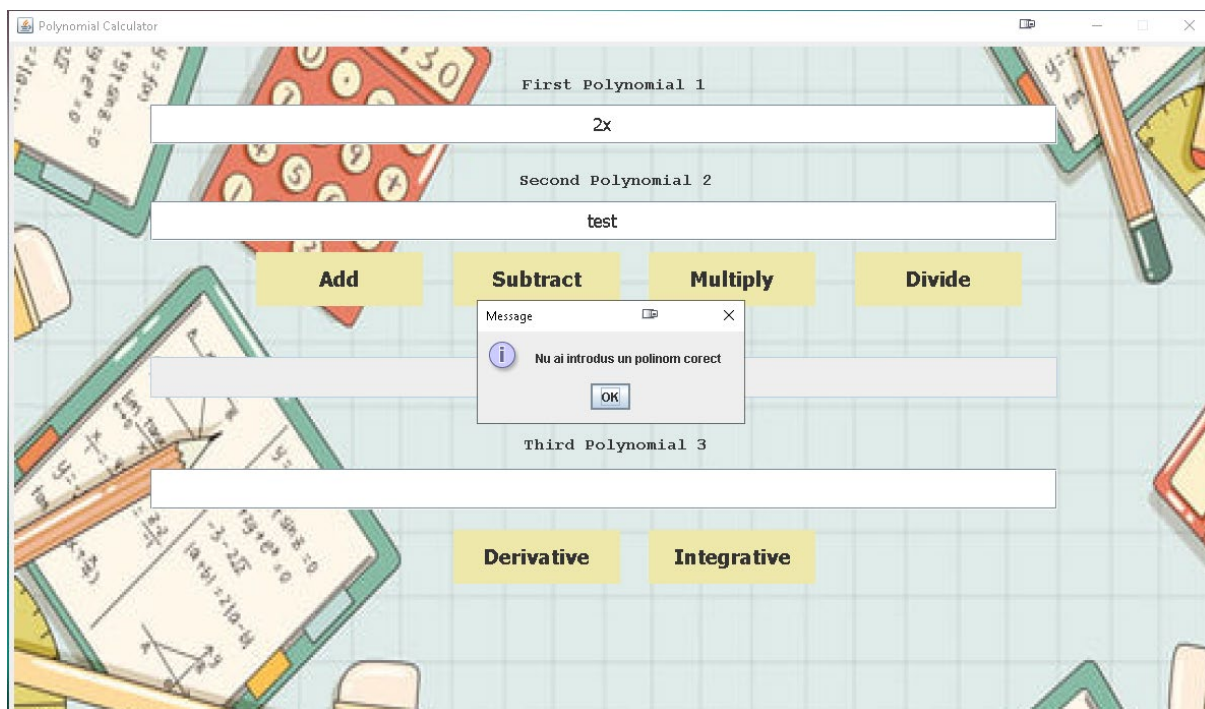 Polynomial Calculator
First Polynomial 1
2x
Second Polynomial 2
test
Add Subtract Multiply Divide
Message
Nu ai introdus un polinom corect
OK
Third Polynomial 3
Derivative Integrative